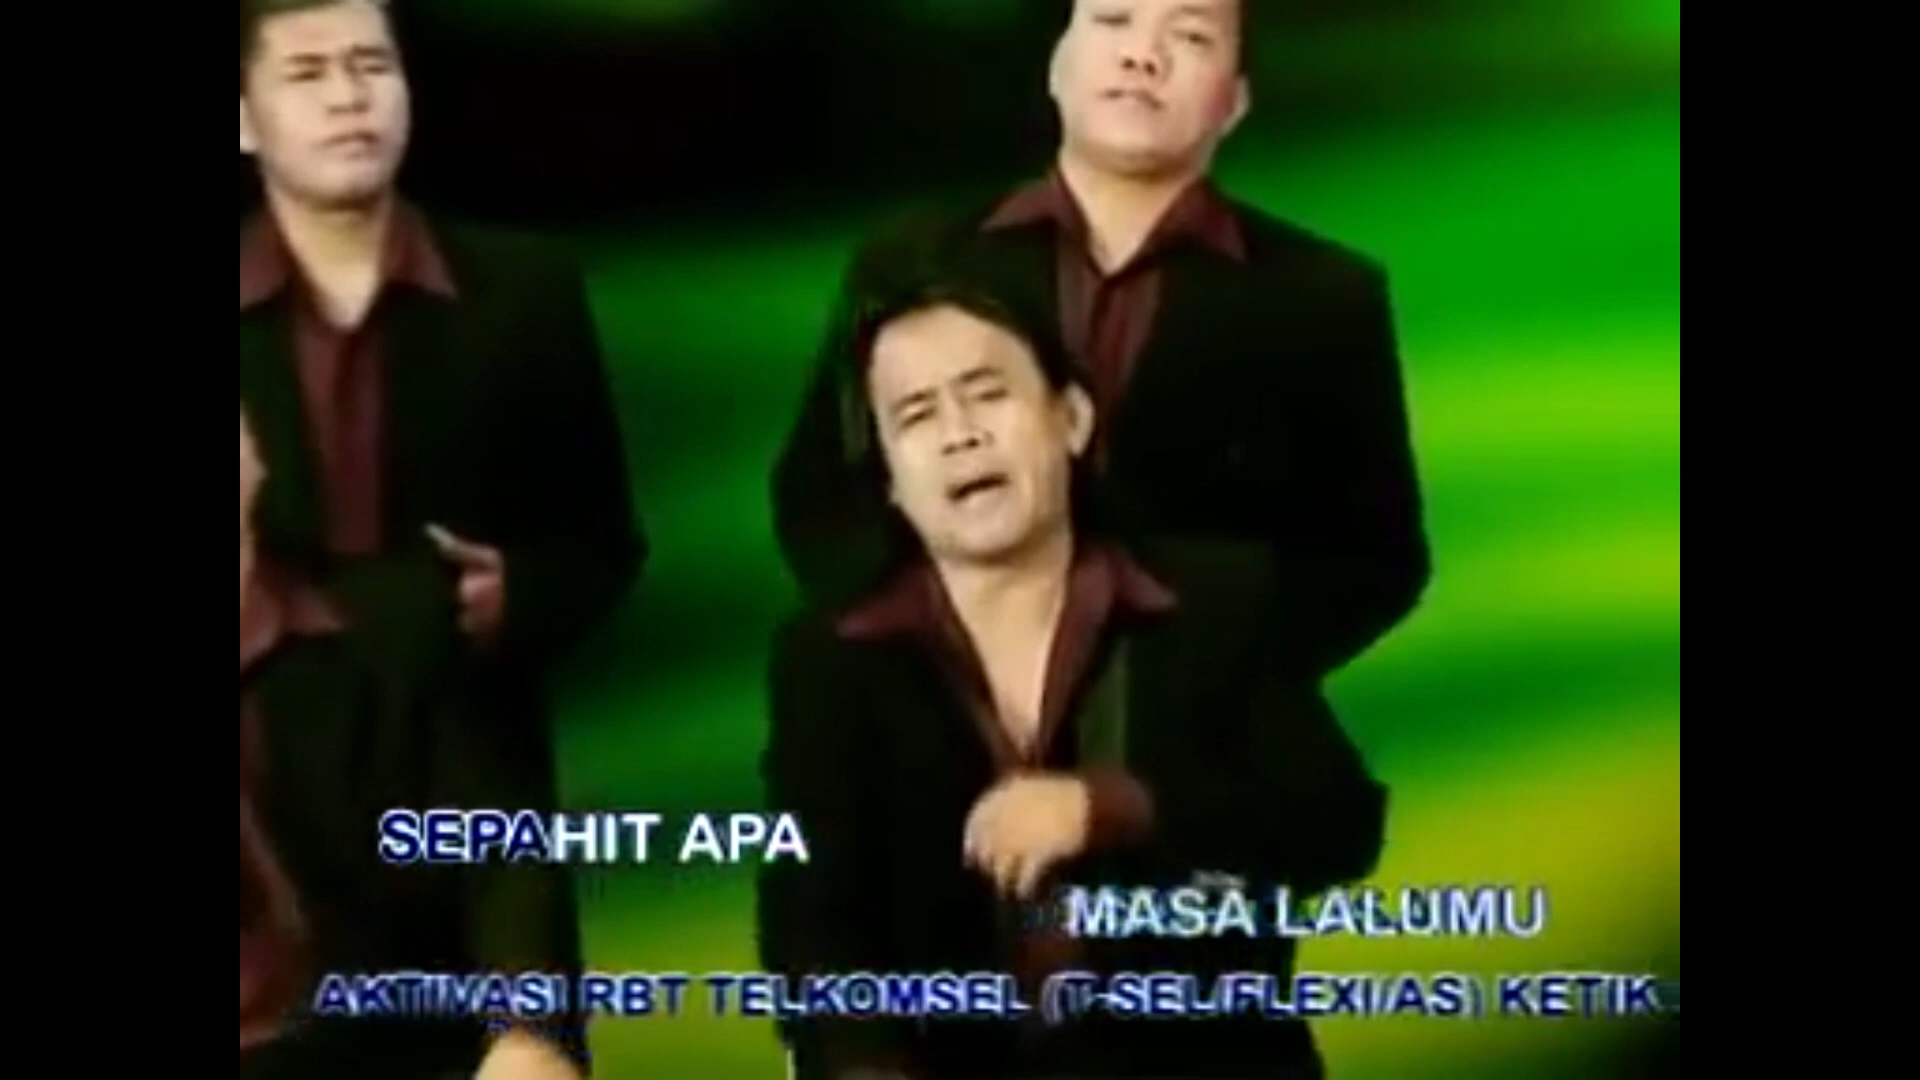 SEPAHIT APA
MASA LALUMU
AKTIVASI RBT TELKOMSEL (T-SEL/FLEXI/AS) KETIK